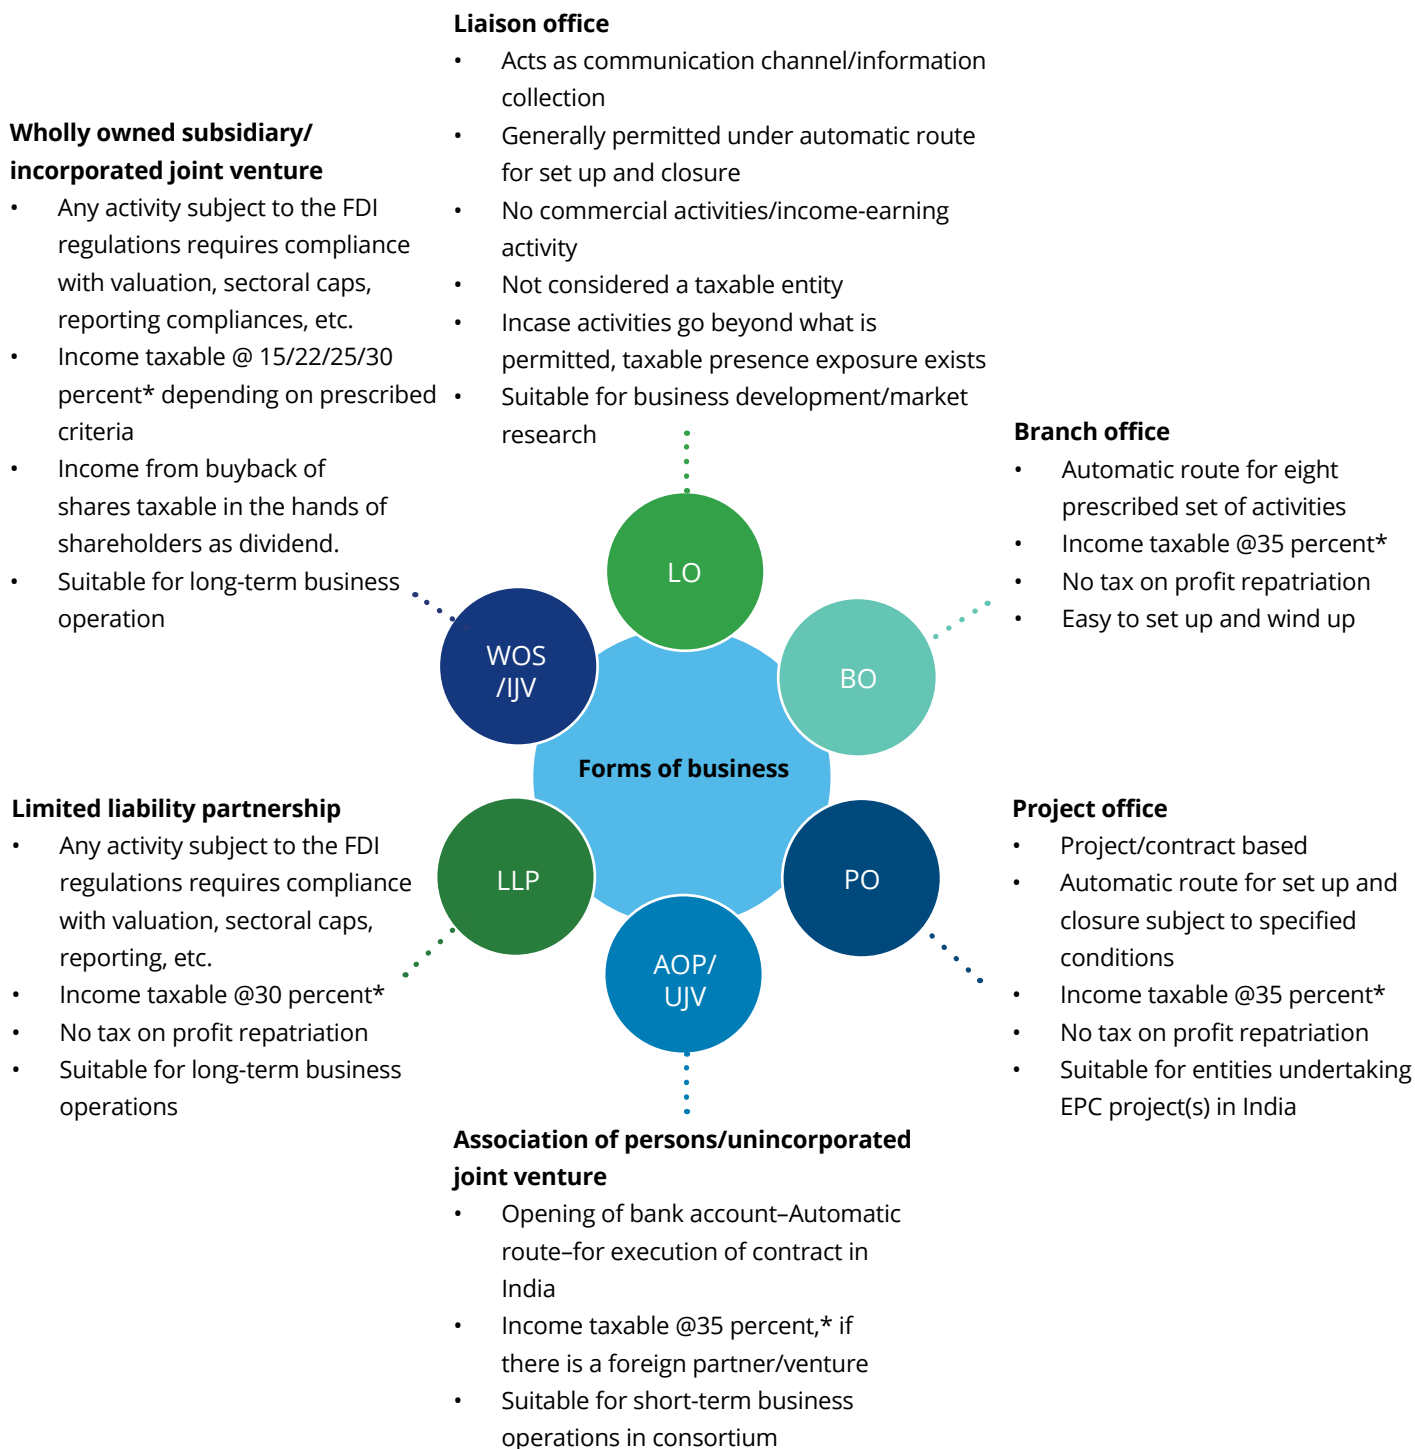 Liaison office
• Acts as communication channel/information
collection
• Generally permitted under automatic route
for set up and closure
• No commercial activities/income-earning
activity
• Not considered a taxable entity
• Incase activities go beyond what is
permitted, taxable presence exposure exists
• Suitable for business development/market
research
Wholly owned subsidiary/
incorporated joint venture
• Any activity subject to the FDI
regulations requires compliance
with valuation, sectoral caps,
reporting compliances, etc.
• Income taxable @ 15/22/25/30
percent* depending on prescribed
criteria
• Income from buyback of
shares taxable in the hands of
shareholders as dividend.
• Suitable for long-term business
operation
Branch office
• Automatic route for eight
prescribed set of activities
• Income taxable @35 percent*
• No tax on profit repatriation
• Easy to set up and wind up
LO
WOS
/IJV
BO
Forms of business
LLP
PO
AOP/
UJV
Limited liability partnership
• Any activity subject to the FDI
regulations requires compliance
with valuation, sectoral caps,
reporting, etc.
• Income taxable @30 percent*
• No tax on profit repatriation
• Suitable for long-term business
operations
Project office
• Project/contract based
• Automatic route for set up and
closure subject to specified
conditions
• Income taxable @35 percent*
• No tax on profit repatriation
• Suitable for entities undertaking
EPC project(s) in India
Association of persons/unincorporated
joint venture
• Opening of bank account–Automatic
route–for execution of contract in
India
• Income taxable @35 percent,* if
there is a foreign partner/venture
• Suitable for short-term business
operations in consortium